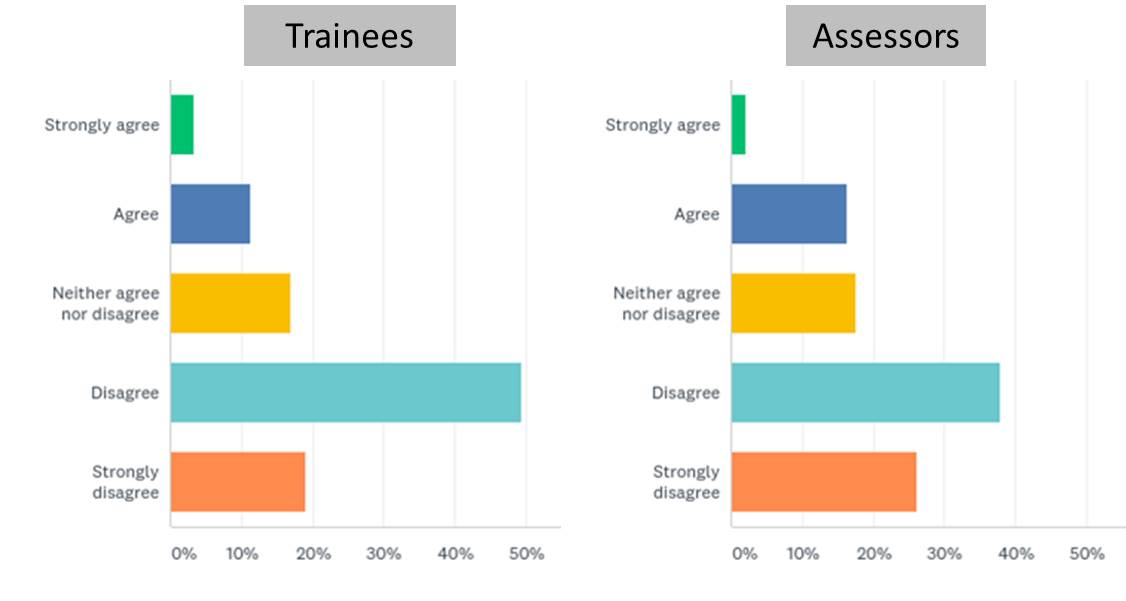 Trainees
Strongly agree
Agree
Neither agree
nor disagree
Disagree
Strongly
disagree
0% 10% 20% 30% 40% 50%
Assessors
Strongly agree
Agree
Neither agree
nor disagree
Disagree
Strongly
disagree
0% 10% 20% 30% 40% 50%